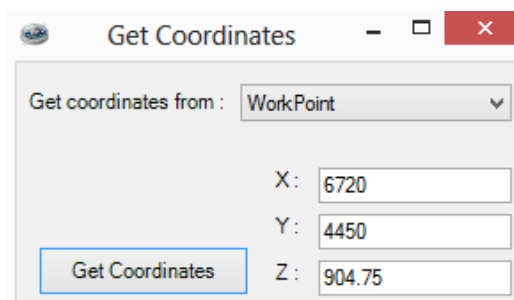 Get Coordinates
Get coordinates from : WorkPoint
X : 6720
Y : 4450
Get Coordinates Z : 904.75